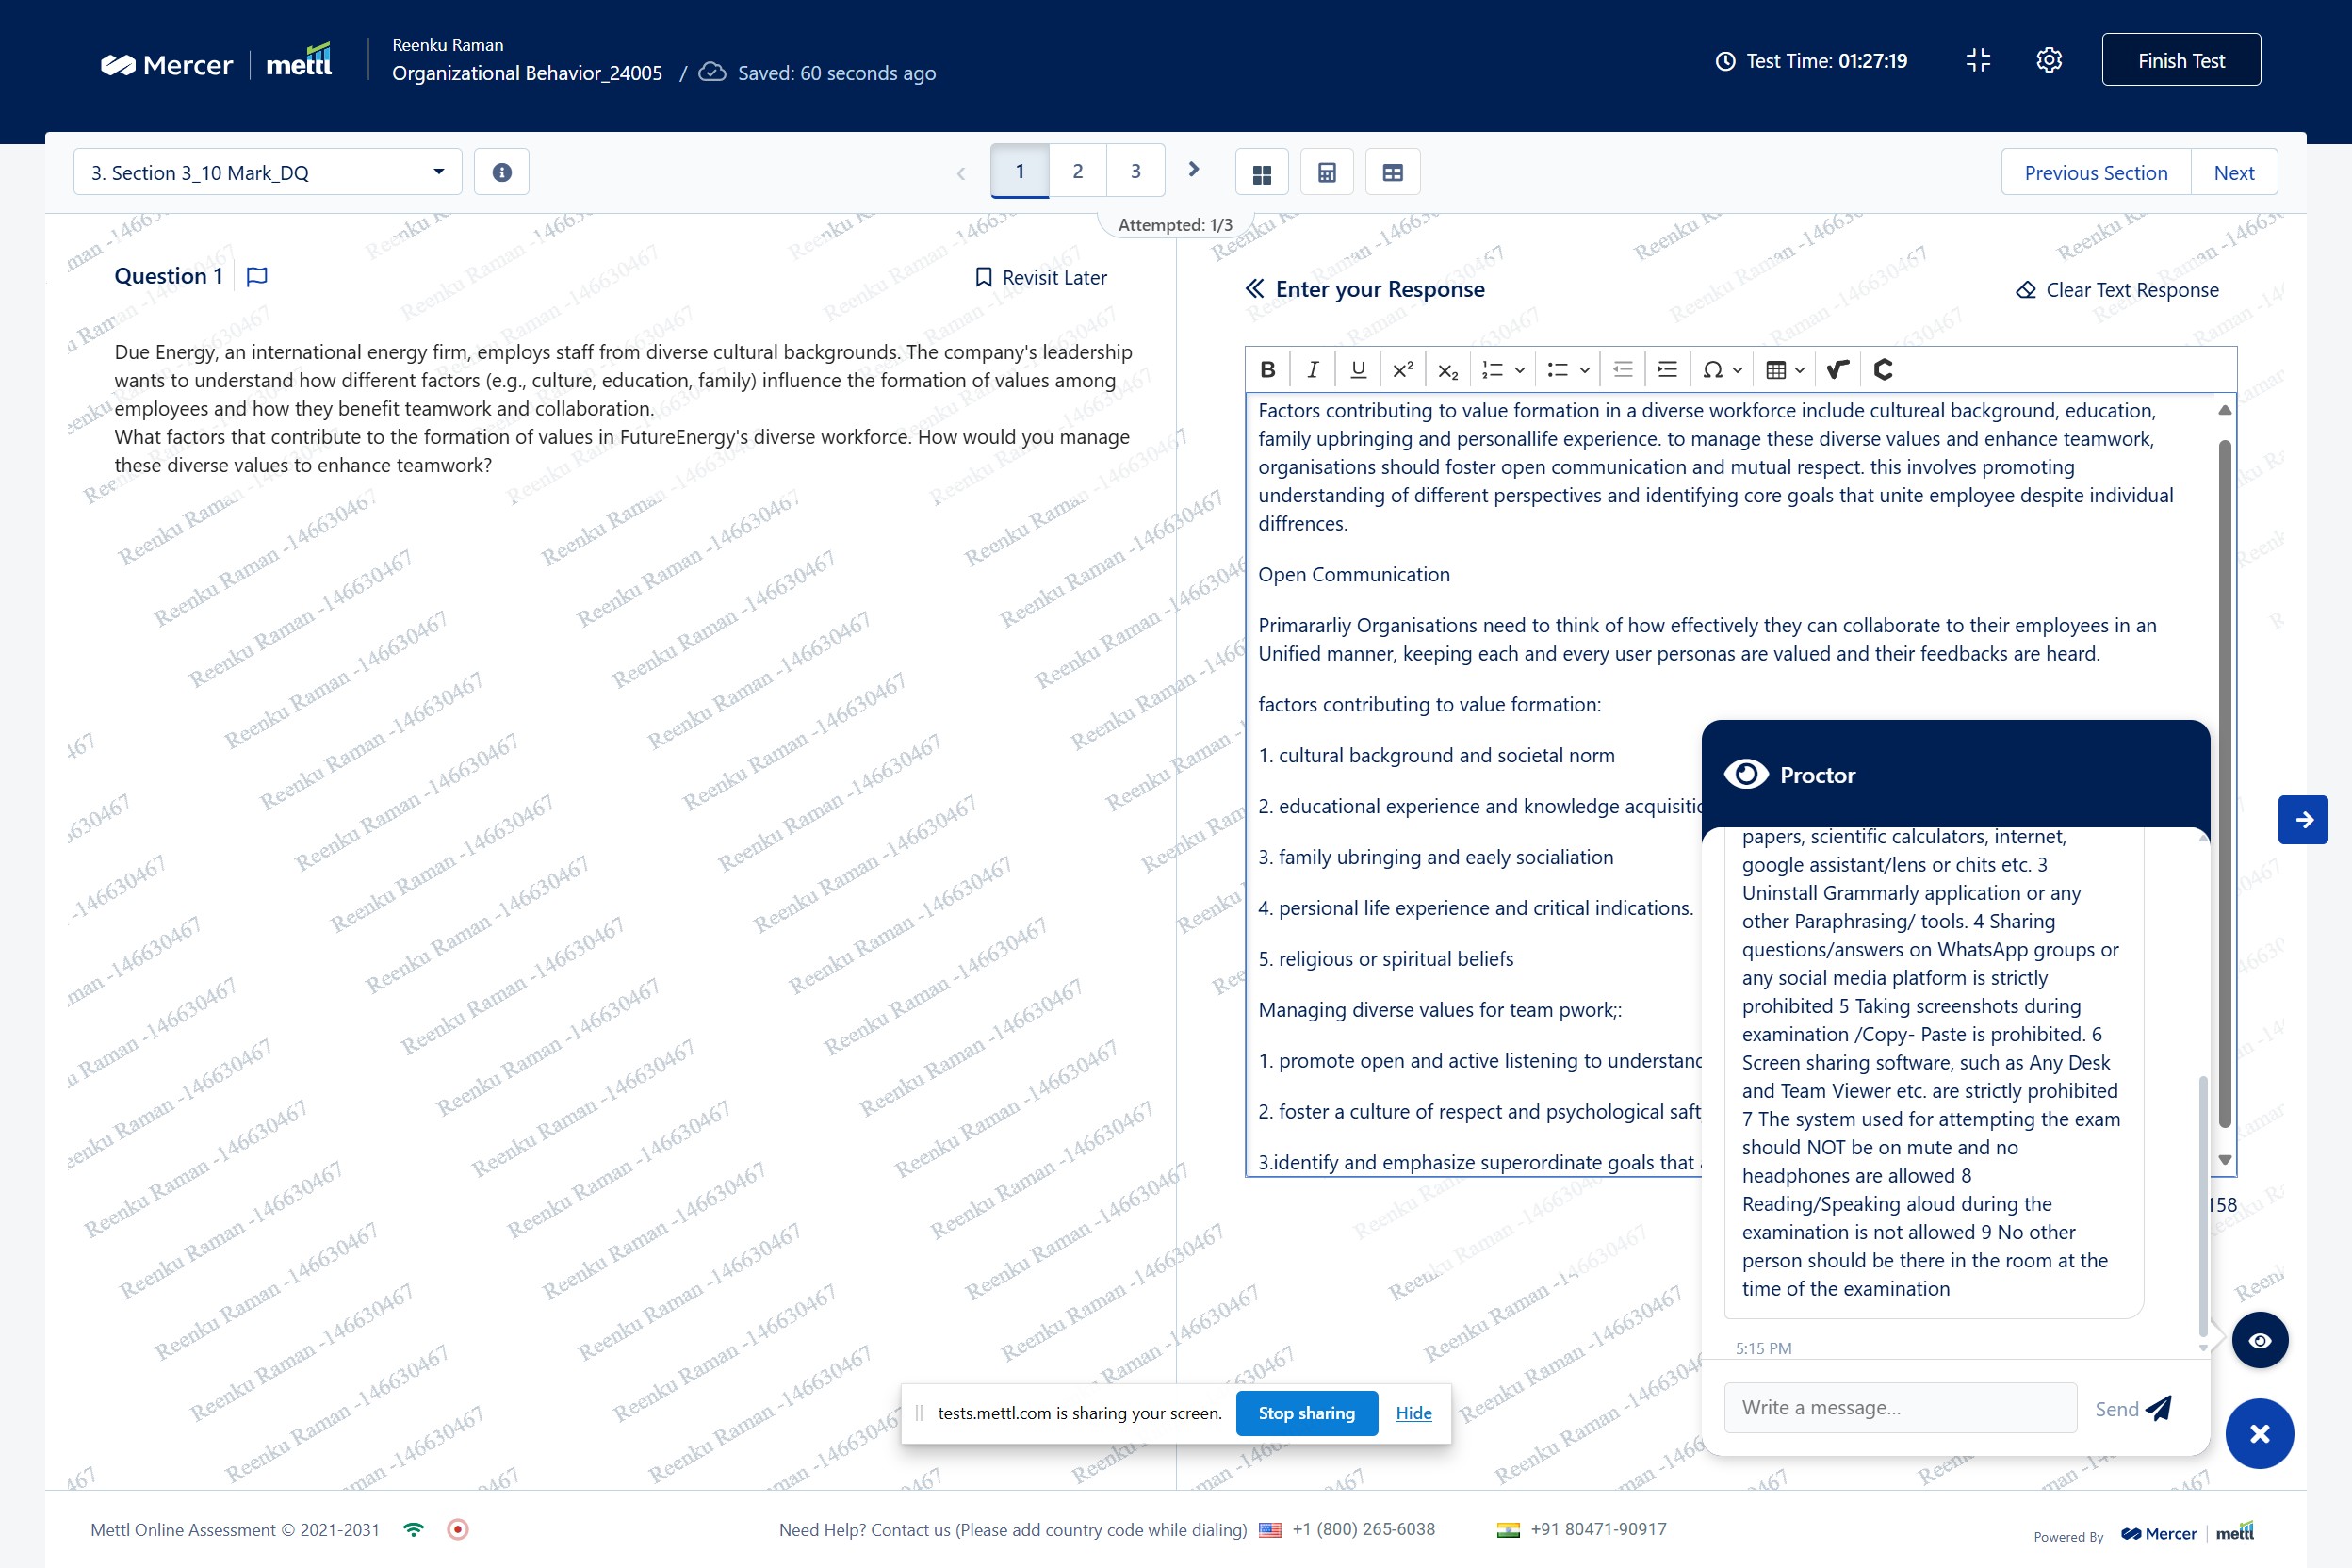 Mercer mettl
Reenku Raman
Organizational Behavior_24005 / Saved: 60 seconds ago
Test Time: 01:27:19
Finish Test
3. Section 3_10 Mark_DQ
1 2 3
Previous Section Next
Attempted: 1/3
Question 1
Revisit Later
Due Energy, an international energy firm, employs staff from diverse cultural backgrounds. The company's leadership
wants to understand how different factors (e.g., culture, education, family) influence the formation of values among
employees and how they benefit teamwork and collaboration.
What factors that contribute to the formation of values in FutureEnergy's diverse workforce. How would you manage
these diverse values to enhance teamwork?
Enter your Response
Clear Text Response
Factors contributing to value formation in a diverse workforce include cultureal background, education,
family upbringing and personallife experience. to manage these diverse values and enhance teamwork,
organisations should foster open communication and mutual respect. this involves promoting
understanding of different perspectives and identifying core goals that unite employee despite individual
diffrences.
Open Communication
Primararliy Organisations need to think of how effectively they can collaborate to their employees in an
Unified manner, keeping each and every user personas are valued and their feedbacks are heard.
factors contributing to value formation:
1. cultural background and societal norm
2. educational experience and knowledge acquisitio
3. family ubringing and eaely socialiation
4. persional life experience and critical indications.
5. religious or spiritual beliefs
Managing diverse values for team pwork;:
1. promote open and active listening to understand
2. foster a culture of respect and psychological saft
3.identify and emphasize superordinate goals that
158
Proctor
papers, scientific calculators, internet,
google assistant/lens or chits etc. 3
Uninstall Grammarly application or any
other Paraphrasing/ tools. 4 Sharing
questions/answers on WhatsApp groups or
any social media platform is strictly
prohibited 5 Taking screenshots during
examination /Copy- Paste is prohibited. 6
Screen sharing software, such as Any Desk
and Team Viewer etc. are strictly prohibited
7 The system used for attempting the exam
should NOT be on mute and no
headphones are allowed 8
Reading/Speaking aloud during the
examination is not allowed 9 No other
person should be there in the room at the
time of the examination
5:15 PM
Write a message...
Send
tests.mettl.com is sharing your screen.
Stop sharing
Hide
Reenku Raman -146630467
Mettl Online Assessment © 2021-2031
Need Help? Contact us (Please add country code while dialing) +1 (800) 265-6038 +91 80471-90917
Powered By Mercer mettl